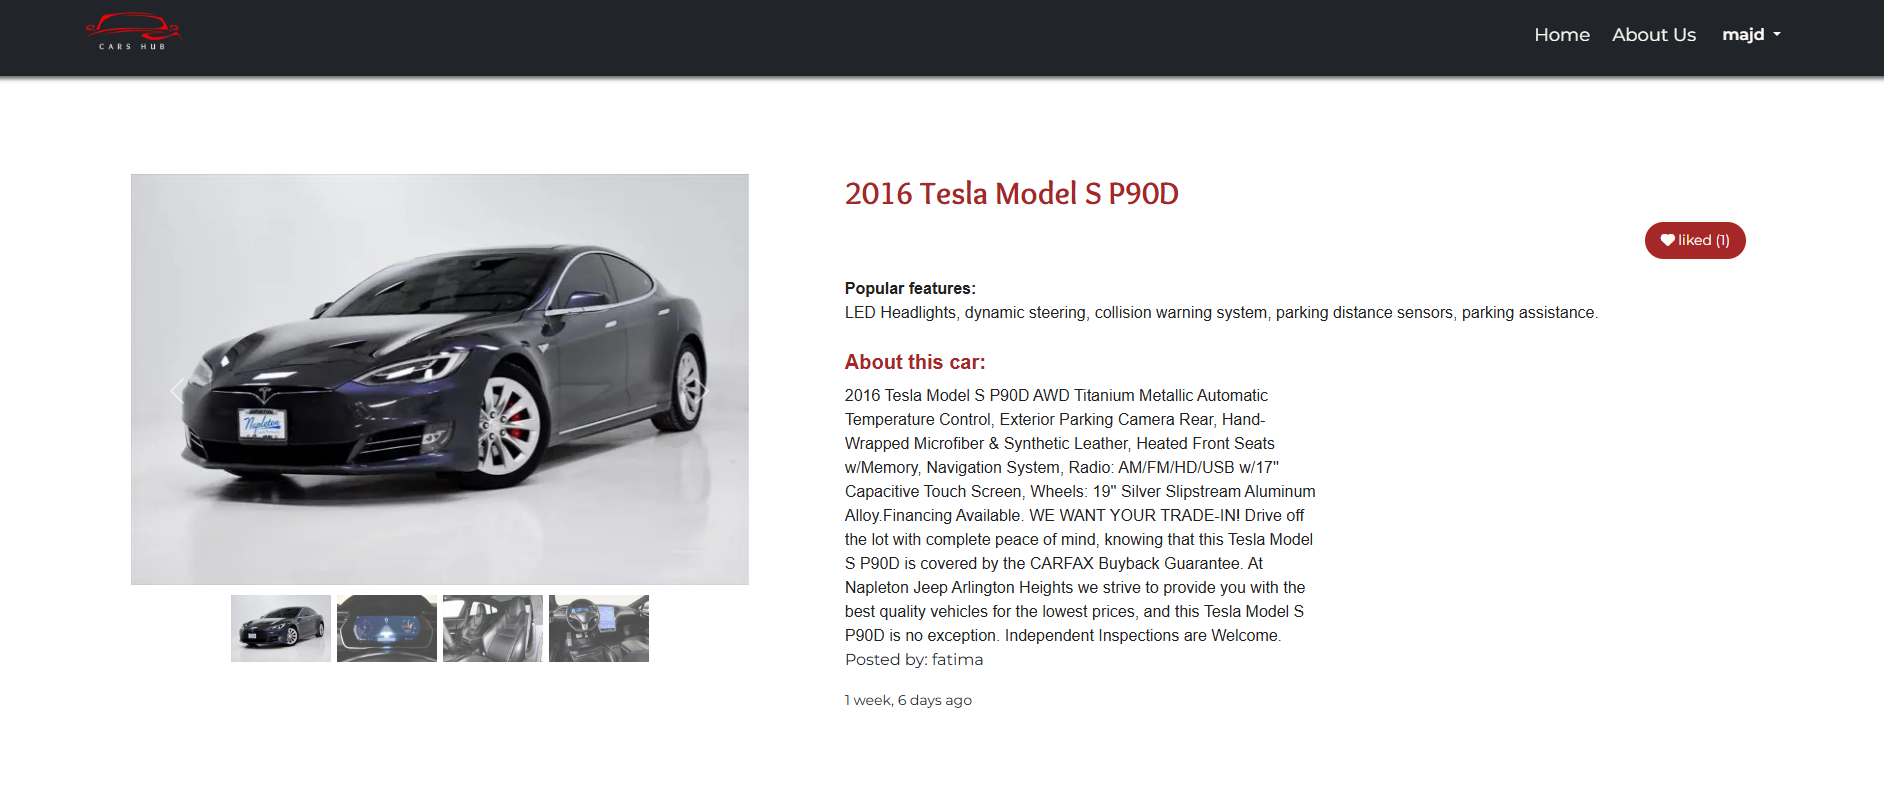 CARS HUB
Home About Us majd
2016 Tesla Model S P90D
liked (1)
Popular features:
LED Headlights, dynamic steering, collision warning system, parking distance sensors, parking assistance.
About this car:
2016 Tesla Model S P90D AWD Titanium Metallic Automatic
Temperature Control, Exterior Parking Camera Rear, Hand-
Wrapped Microfiber & Synthetic Leather, Heated Front Seats
w/Memory, Navigation System, Radio: AM/FM/HD/USB w/17"
Capacitive Touch Screen, Wheels: 19" Silver Slipstream Aluminum
Alloy.Financing Available. WE WANT YOUR TRADE-IN! Drive off
the lot with complete peace of mind, knowing that this Tesla Model
S P90D is covered by the CARFAX Buyback Guarantee. At
Napleton Jeep Arlington Heights we strive to provide you with the
best quality vehicles for the lowest prices, and this Tesla Model S
P90D is no exception. Independent Inspections are Welcome.
Posted by: fatima
1 week, 6 days ago
Napleton